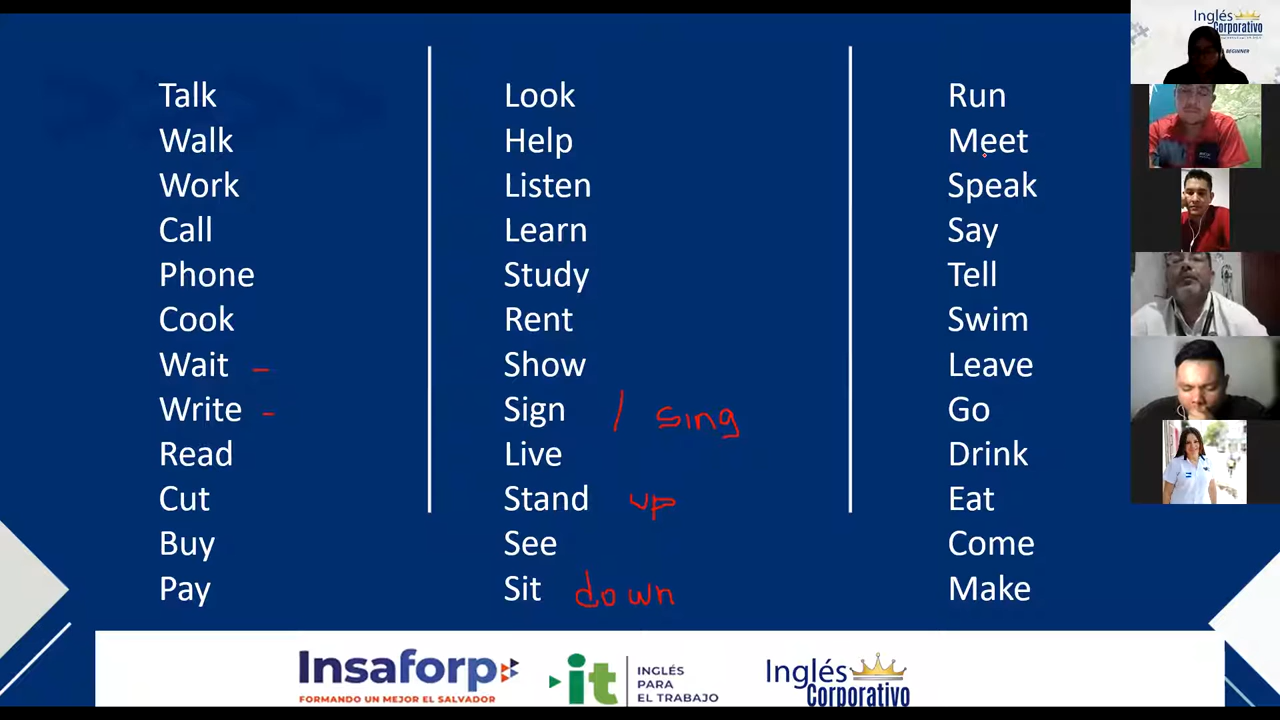 Talk
Walk
Work
Call
Phone
Cook
Wait -
Write -
Read
Cut
Buy
Pay
Look
Help
Listen
Learn
Study
Rent
Show
Sign / sing
Live
Stand up
See
Sit down
Run
Meet
Speak
Say
Tell
Swim
Leave
Go
Drink
Eat
Come
Make
Inglés
Corporativo
BEGINNER
Insaforp
FORMANDO UN MEJOR EL SALVADOR
it
INGLÉS
PARA
EL TRABAJO
Inglés
Corporativo